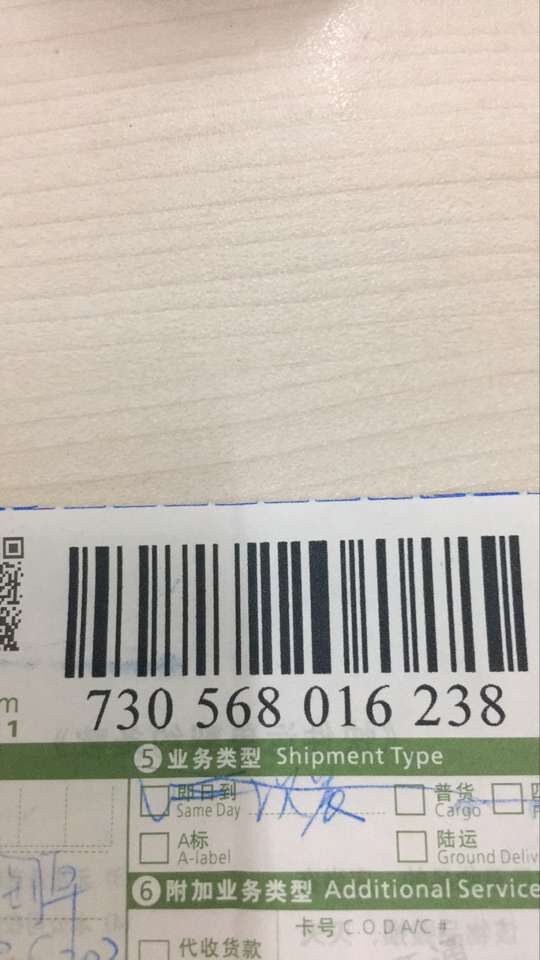 730 568 016 238
m
1
5 业务类型 Shipment Type
即日到
Same Day
普货
Cargo
A标
A-label
陆运
Ground Deliv
6 附加业务类型 Additional Service
卡号 C.O.D A/C #
代收货款